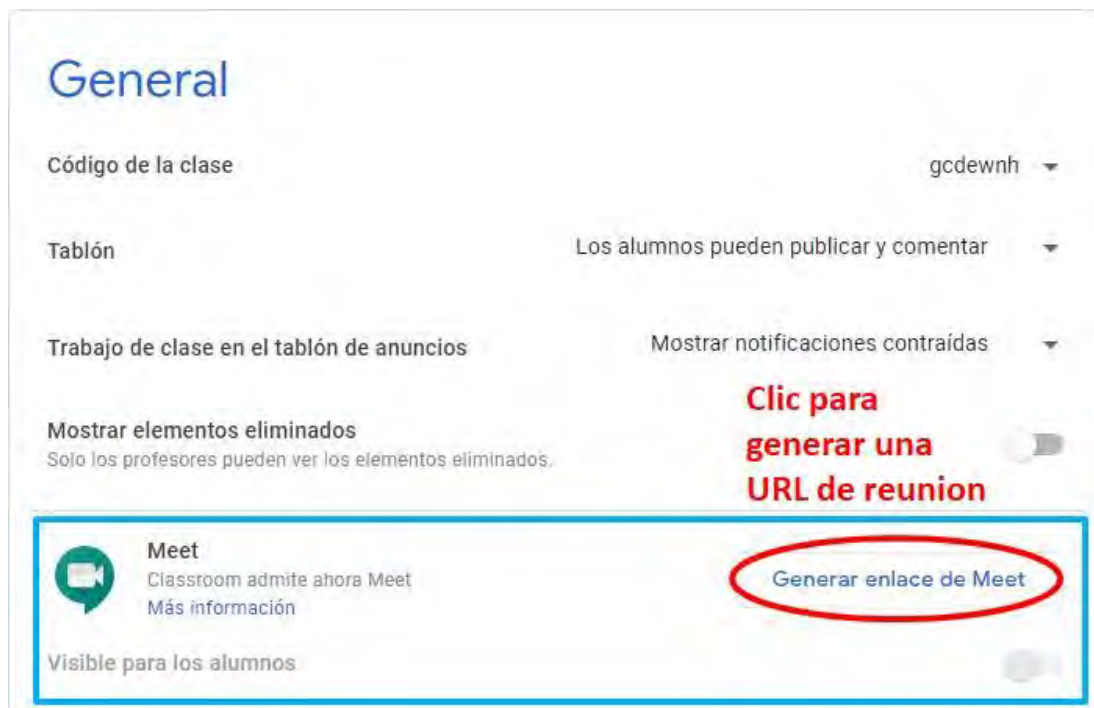 General
Código de la clase
gcdewnh
Tablón
Los alumnos pueden publicar y comentar
Trabajo de clase en el tablón de anuncios
Mostrar notificaciones contraídas
Clic para
generar una
URL de reunion
Mostrar elementos eliminados
Solo los profesores pueden ver los elementos eliminados.
Meet
Classroom admite ahora Meet
Más información
Generar enlace de Meet
Visible para los alumnos